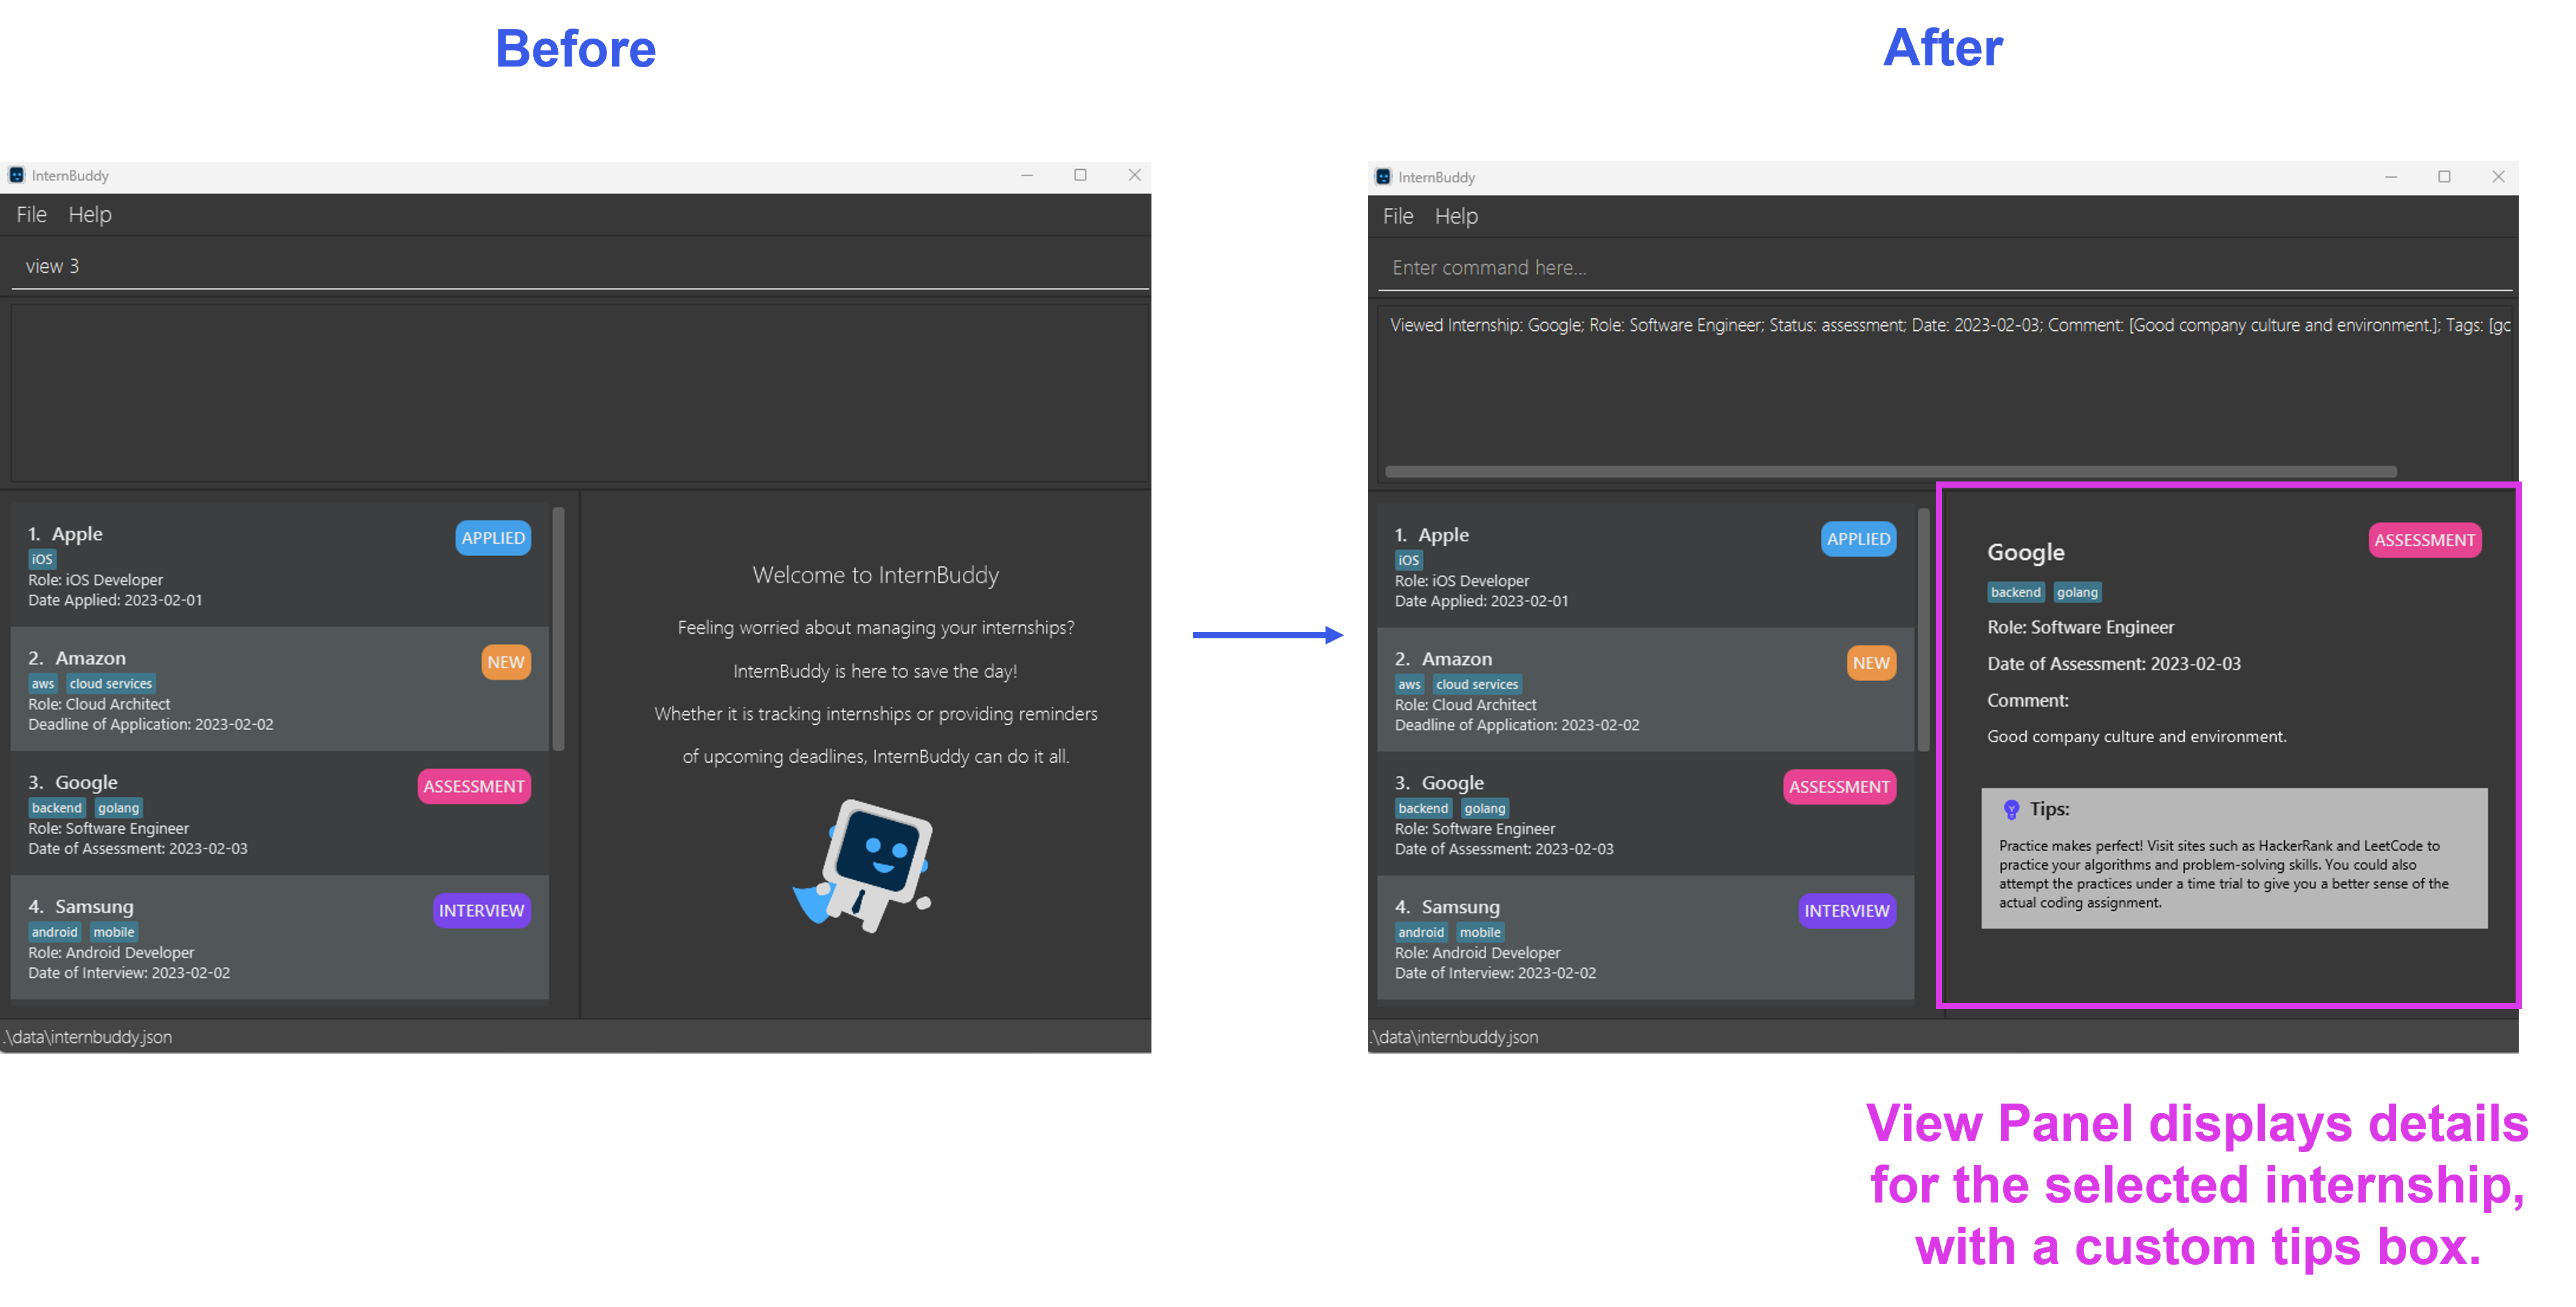 Before
After
InternBuddy
File Help
view 3
1. Apple
APPLIED
iOS
Role: iOS Developer
Date Applied: 2023-02-01
2. Amazon
NEW
aws cloud services
Role: Cloud Architect
Deadline of Application: 2023-02-02
3. Google
ASSESSMENT
backend golang
Role: Software Engineer
Date of Assessment: 2023-02-03
4. Samsung
INTERVIEW
android mobile
Role: Android Developer
Date of Interview: 2023-02-02
Welcome to InternBuddy
Feeling worried about managing your internships?
InternBuddy is here to save the day!
Whether it is tracking internships or providing reminders
of upcoming deadlines, InternBuddy can do it all.
.\data\internbuddy.json
InternBuddy
File Help
Enter command here...
Viewed Internship: Google; Role: Software Engineer; Status: assessment; Date: 2023-02-03; Comment: [Good company culture and environment.]; Tags: [gc
1. Apple
APPLIED
iOS
Role: iOS Developer
Date Applied: 2023-02-01
2. Amazon
NEW
aws cloud services
Role: Cloud Architect
Deadline of Application: 2023-02-02
3. Google
ASSESSMENT
backend golang
Role: Software Engineer
Date of Assessment: 2023-02-03
4. Samsung
INTERVIEW
android mobile
Role: Android Developer
Date of Interview: 2023-02-02
Google
ASSESSMENT
backend golang
Role: Software Engineer
Date of Assessment: 2023-02-03
Comment:
Good company culture and environment.
Tips:
Practice makes perfect! Visit sites such as HackerRank and LeetCode to
practice your algorithms and problem-solving skills. You could also
attempt the practices under a time trial to give you a better sense of the
actual coding assignment.
.\data\internbuddy.json
View Panel displays details
for the selected internship,
with a custom tips box.